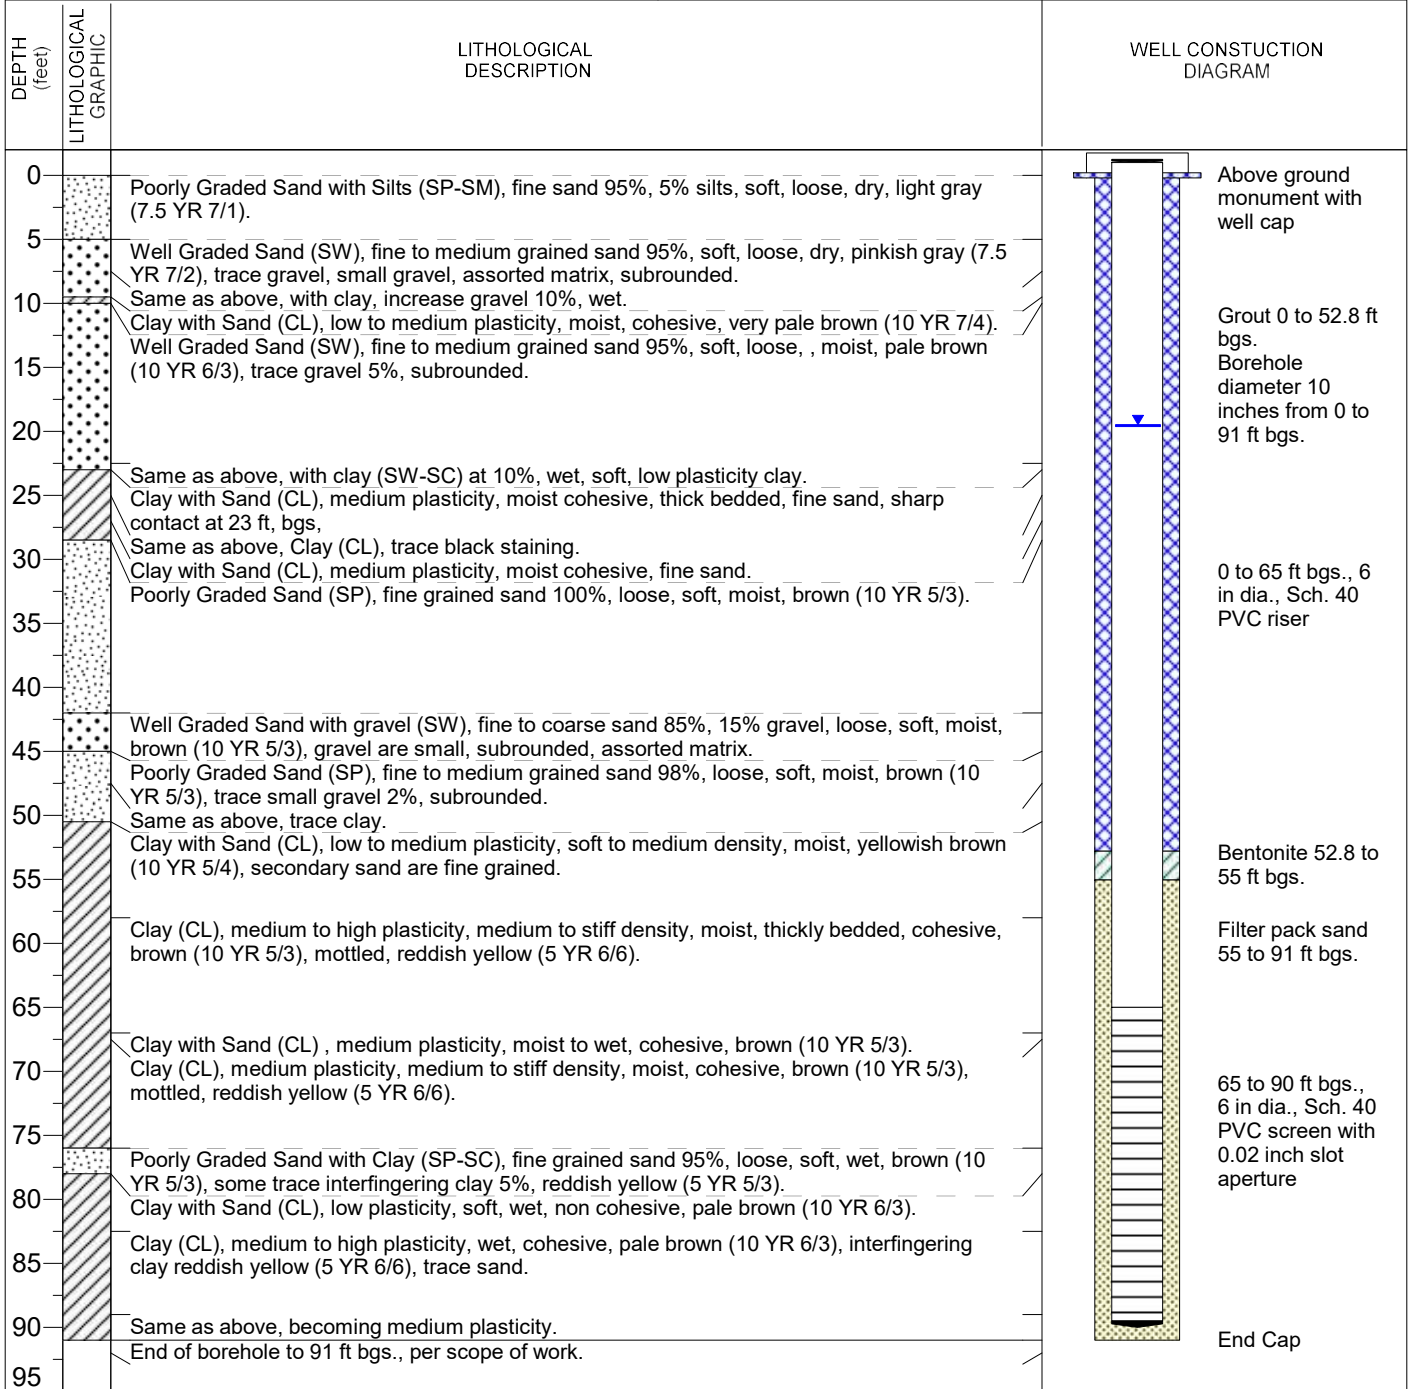 DEPTH
(feet)
LITHOLOGICAL
GRAPHIC
LITHOLOGICAL
DESCRIPTION
WELL CONSTUCTION
DIAGRAM
0
5
10
15
20
25
30
35
40
45
50
55
60
65
70
75
80
85
90
95
Poorly Graded Sand with Silts (SP-SM), fine sand 95%, 5% silts, soft, loose, dry, light gray
(7.5 YR 7/1).
Well Graded Sand (SW), fine to medium grained sand 95%, soft, loose, dry, pinkish gray (7.5
YR 7/2), trace gravel, small gravel, assorted matrix, subrounded.
Same as above, with clay, increase gravel 10%, wet.
Clay with Sand (CL), low to medium plasticity, moist, cohesive, very pale brown (10 YR 7/4).
Well Graded Sand (SW), fine to medium grained sand 95%, soft, loose, , moist, pale brown
(10 YR 6/3), trace gravel 5%, subrounded.
Same as above, with clay (SW-SC) at 10%, wet, soft, low plasticity clay.
Clay with Sand (CL), medium plasticity, moist cohesive, thick bedded, fine sand, sharp
contact at 23 ft, bgs,
Same as above, Clay (CL), trace black staining.
Clay with Sand (CL), medium plasticity, moist cohesive, fine sand.
Poorly Graded Sand (SP), fine grained sand 100%, loose, soft, moist, brown (10 YR 5/3).
Well Graded Sand with gravel (SW), fine to coarse sand 85%, 15% gravel, loose, soft, moist,
brown (10 YR 5/3), gravel are small, subrounded, assorted matrix.
Poorly Graded Sand (SP), fine to medium grained sand 98%, loose, soft, moist, brown (10
YR 5/3), trace small gravel 2%, subrounded.
Same as above, trace clay.
Clay with Sand (CL), low to medium plasticity, soft to medium density, moist, yellowish brown
(10 YR 5/4), secondary sand are fine grained.
Clay (CL), medium to high plasticity, medium to stiff density, moist, thickly bedded, cohesive,
brown (10 YR 5/3), mottled, reddish yellow (5 YR 6/6).
Clay with Sand (CL) , medium plasticity, moist to wet, cohesive, brown (10 YR 5/3).
Clay (CL), medium plasticity, medium to stiff density, moist, cohesive, brown (10 YR 5/3),
mottled, reddish yellow (5 YR 6/6).
Poorly Graded Sand with Clay (SP-SC), fine grained sand 95%, loose, soft, wet, brown (10
YR 5/3), some trace interfingering clay 5%, reddish yellow (5 YR 5/3).
Clay with Sand (CL), low plasticity, soft, wet, non cohesive, pale brown (10 YR 6/3).
Clay (CL), medium to high plasticity, wet, cohesive, pale brown (10 YR 6/3), interfingering
clay reddish yellow (5 YR 6/6), trace sand.
Same as above, becoming medium plasticity.
End of borehole to 91 ft bgs., per scope of work.
Above ground
monument with
well cap
Grout 0 to 52.8 ft
bgs.
Borehole
diameter 10
inches from 0 to
91 ft bgs.
0 to 65 ft bgs., 6
in dia., Sch. 40
PVC riser
Bentonite 52.8 to
55 ft bgs.
Filter pack sand
55 to 91 ft bgs.
65 to 90 ft bgs.,
6 in dia., Sch. 40
PVC screen with
0.02 inch slot
aperture
End Cap